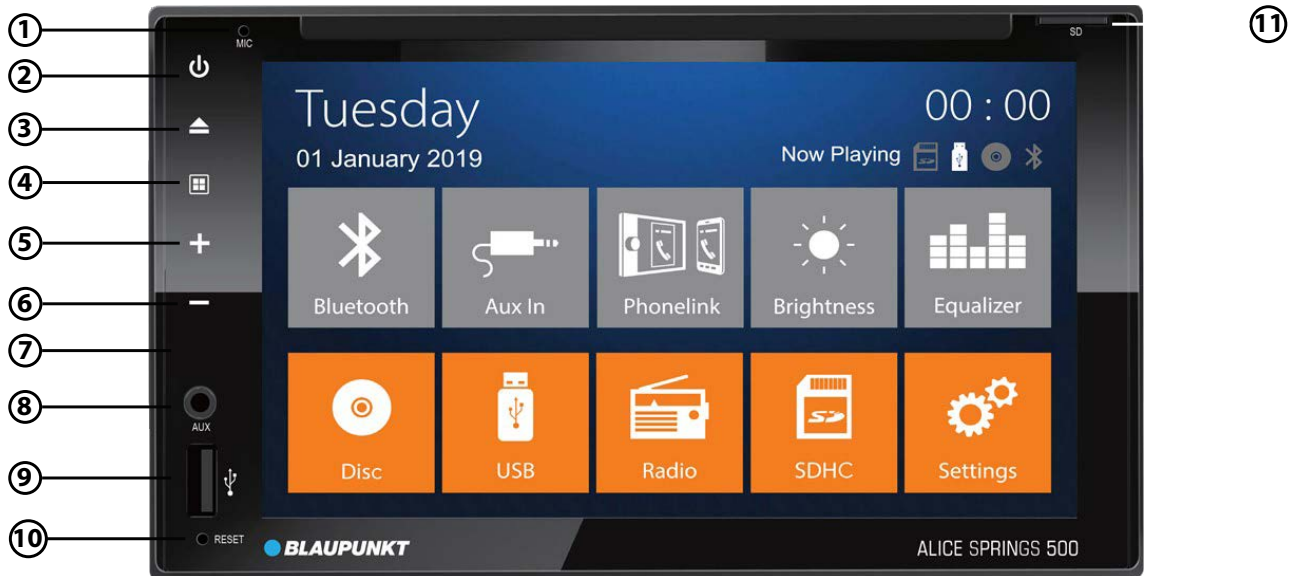 ① MIC SD ⑪
②
③
④
⑤
⑥
⑦
⑧
AUX
⑨
⑩ RESET
Tuesday 00 : 00
01 January 2019 Now Playing
Bluetooth Aux In Phonelink Brightness Equalizer
Disc USB Radio SDHC Settings
BLAUPUNKT ALICE SPRINGS 500